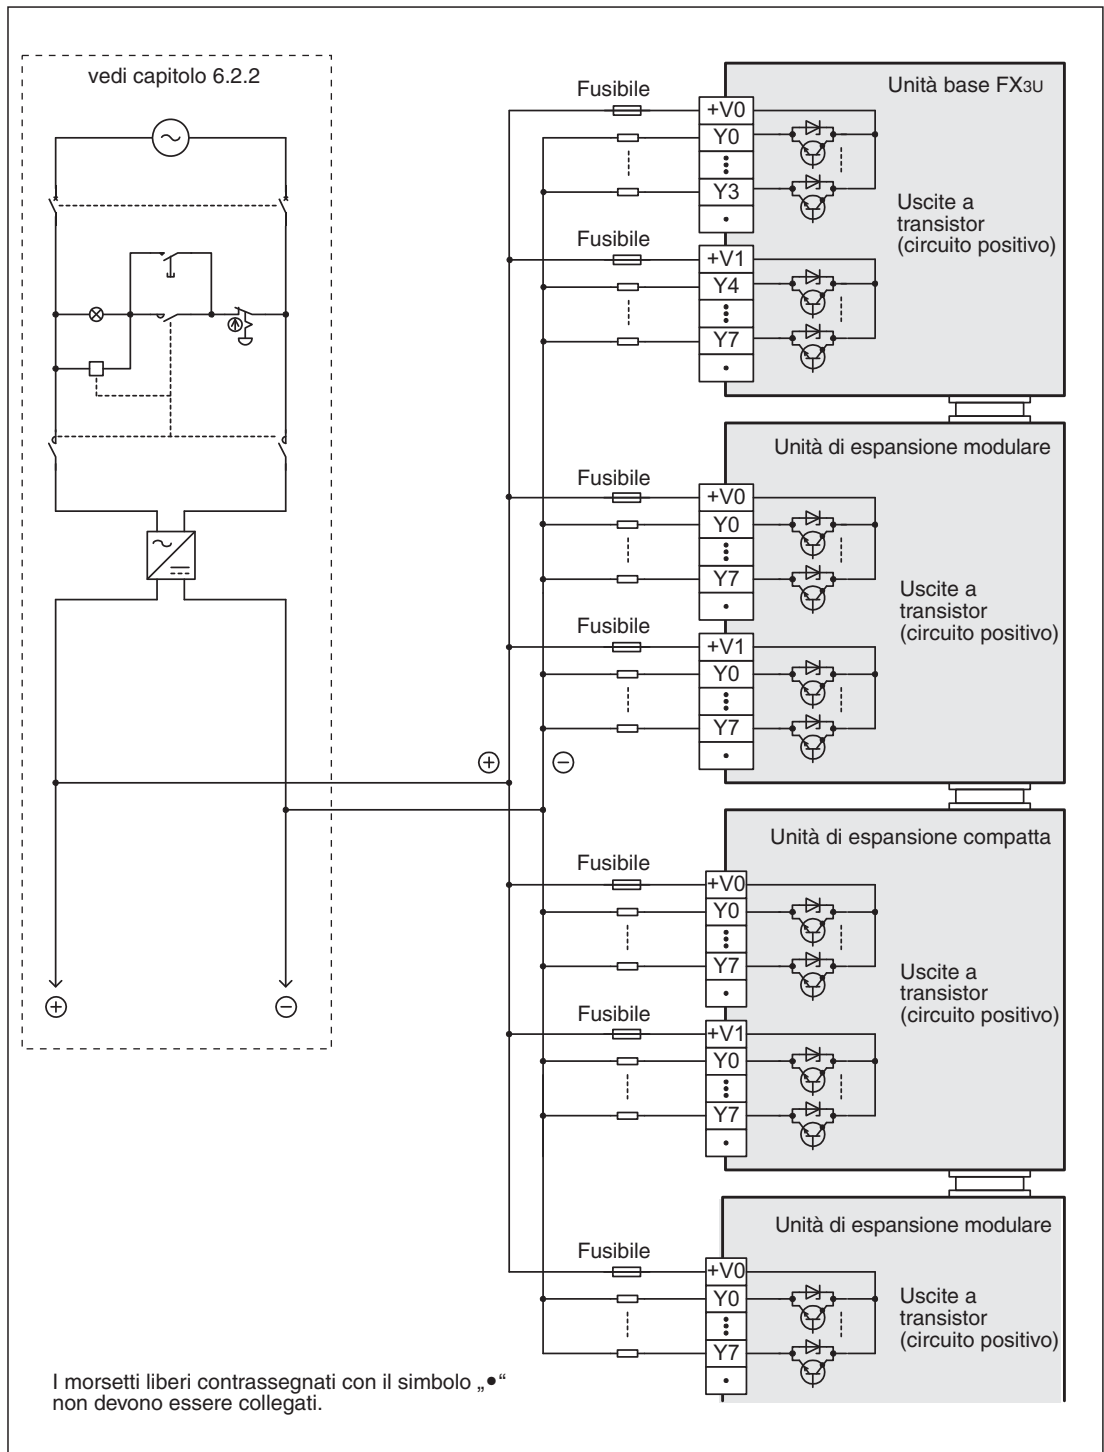 vedi capitolo 6.2.2
Unità base FX3U
Fusibile
+V0
Y0
Y3
•
Uscite a
transistor
(circuito positivo)
Fusibile
+V1
Y4
Y7
•
Unità di espansione modulare
Fusibile
+V0
Y0
Y7
•
Uscite a
transistor
(circuito positivo)
Fusibile
+V1
Y0
Y7
•
+
−
Unità di espansione compatta
Fusibile
+V0
Y0
Y7
•
Uscite a
transistor
(circuito positivo)
+
−
Fusibile
+V1
Y0
Y7
•
Unità di espansione modulare
Fusibile
+V0
Y0
Y7
•
Uscite a
transistor
(circuito positivo)
I morsetti liberi contrassegnati con il simbolo „•“
non devono essere collegati.